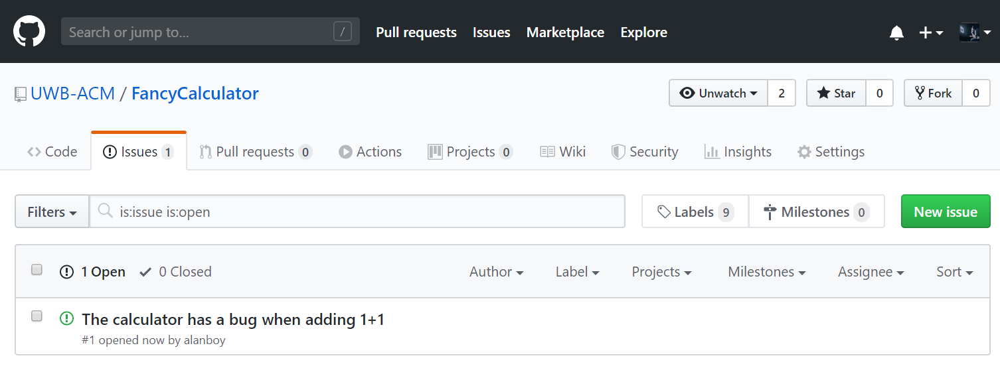 Search or jump to... / Pull requests Issues Marketplace Explore
UWB-ACM / FancyCalculator Unwatch 2 Star 0 Fork 0
Code Issues 1 Pull requests 0 Actions Projects 0 Wiki Security Insights Settings
Filters is:issue is:open Labels 9 Milestones 0 New issue
1 Open 0 Closed Author Label Projects Milestones Assignee Sort
The calculator has a bug when adding 1+1
#1 opened now by alanboy